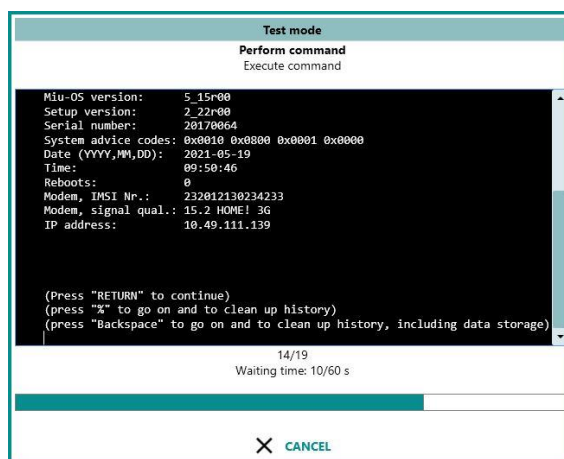 Test mode
Perform command
Execute command
Miu-OS version: 5_15r00
Setup version: 2_22r00
Serial number: 20170064
System advice codes: 0x0010 0x0800 0x0001 0x0000
Date (YYYY,MM,DD): 2021-05-19
Time: 09:50:46
Reboots: 0
Modem, IMSI Nr.: 232012130234233
Modem, signal qual.: 15.2 HOME! 3G
IP address: 10.49.111.139
(Press "RETURN" to continue)
(press "%" to go on and to clean up history)
(press "Backspace" to go on and to clean up history, including data storage)
14/19
Waiting time: 10/60 s
CANCEL